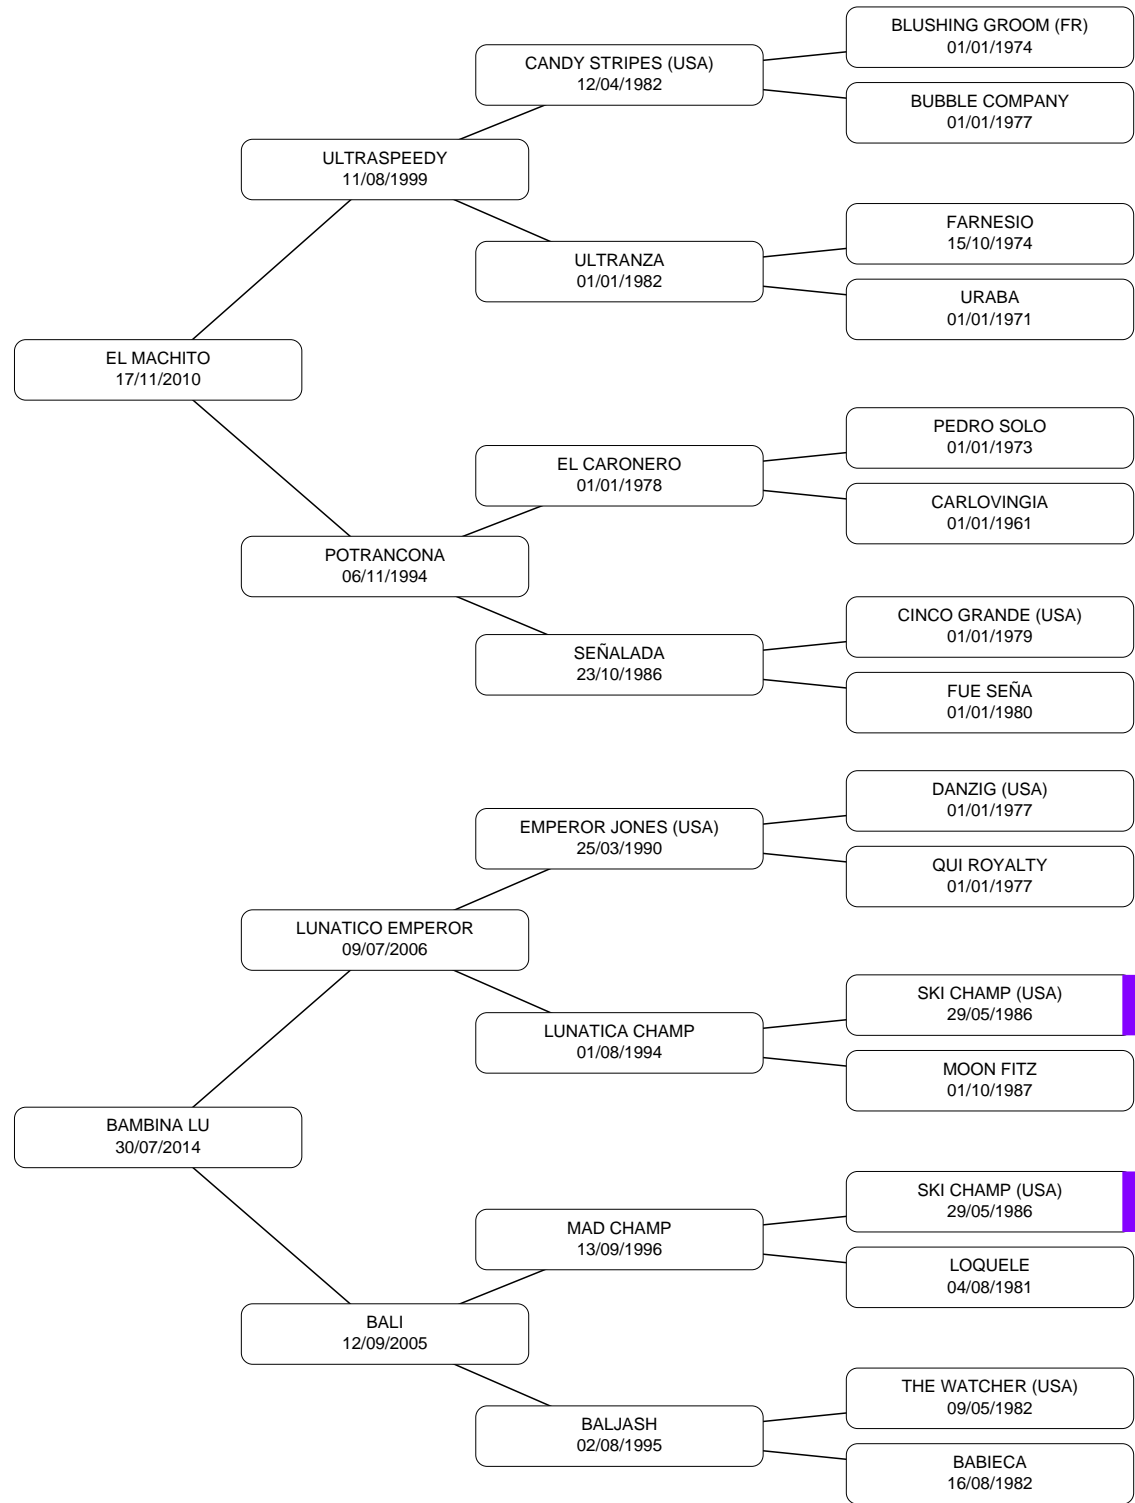 BLUSHING GROOM (FR)
01/01/1974
CANDY STRIPES (USA)
12/04/1982
BUBBLE COMPANY
01/01/1977
ULTRASPEEDY
11/08/1999
FARNESIO
15/10/1974
ULTRANZA
01/01/1982
URABA
01/01/1971
EL MACHITO
17/11/2010
PEDRO SOLO
01/01/1973
EL CARONERO
01/01/1978
CARLOVINGIA
01/01/1961
POTRANCONA
06/11/1994
CINCO GRANDE (USA)
01/01/1979
SEÑALADA
23/10/1986
FUE SEÑA
01/01/1980
DANZIG (USA)
01/01/1977
EMPEROR JONES (USA)
25/03/1990
QUI ROYALTY
01/01/1977
LUNATICO EMPEROR
09/07/2006
SKI CHAMP (USA)
29/05/1986
LUNATICA CHAMP
01/08/1994
MOON FITZ
01/10/1987
BAMBINA LU
30/07/2014
SKI CHAMP (USA)
29/05/1986
MAD CHAMP
13/09/1996
LOQUELE
04/08/1981
BALI
12/09/2005
THE WATCHER (USA)
09/05/1982
BALJASH
02/08/1995
BABIECA
16/08/1982